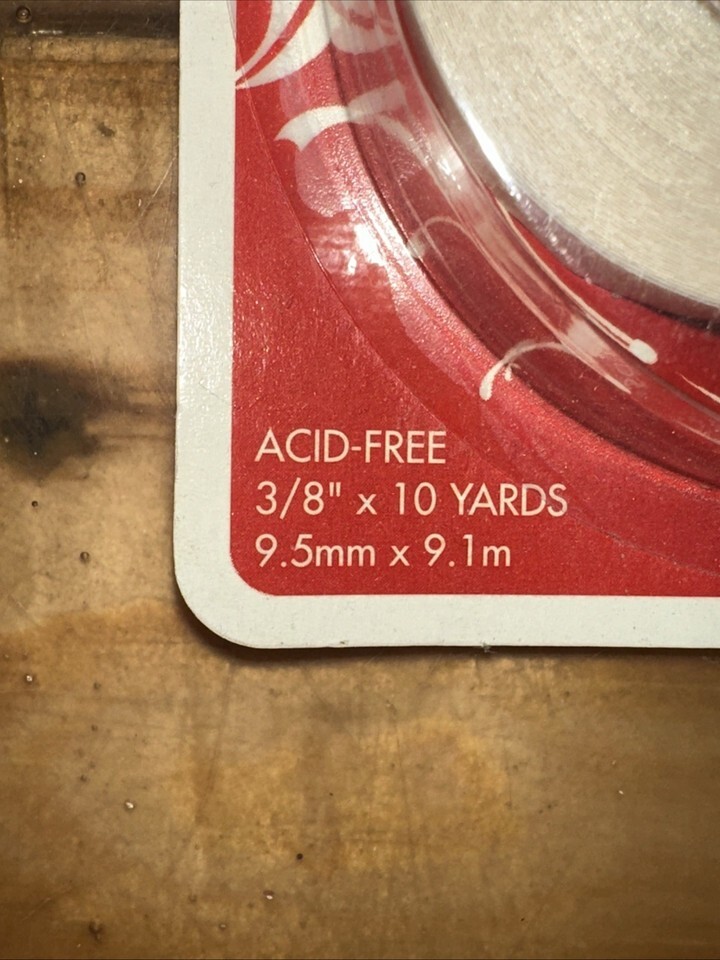 ACID-FREE
3/8" x 10 YARDS
9.5mm x 9.1m